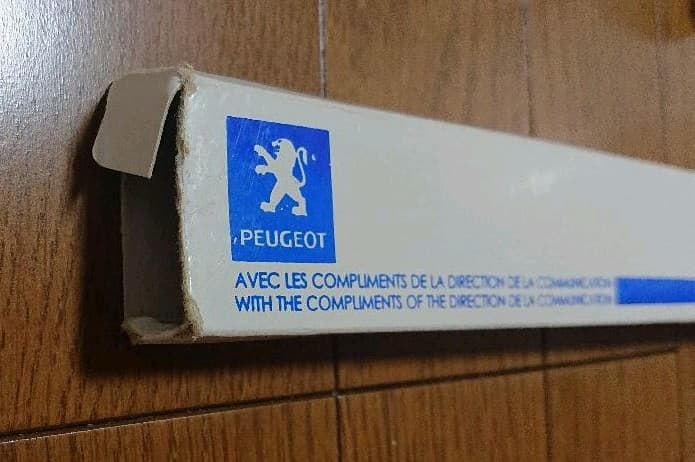 PEUGEOT
AVEC LES COMPLIMENTS DE LA DIRECTION DE LA COMMUNICATION
WITH THE COMPLIMENTS OF THE DIRECTION DE LA COMMUNICATION